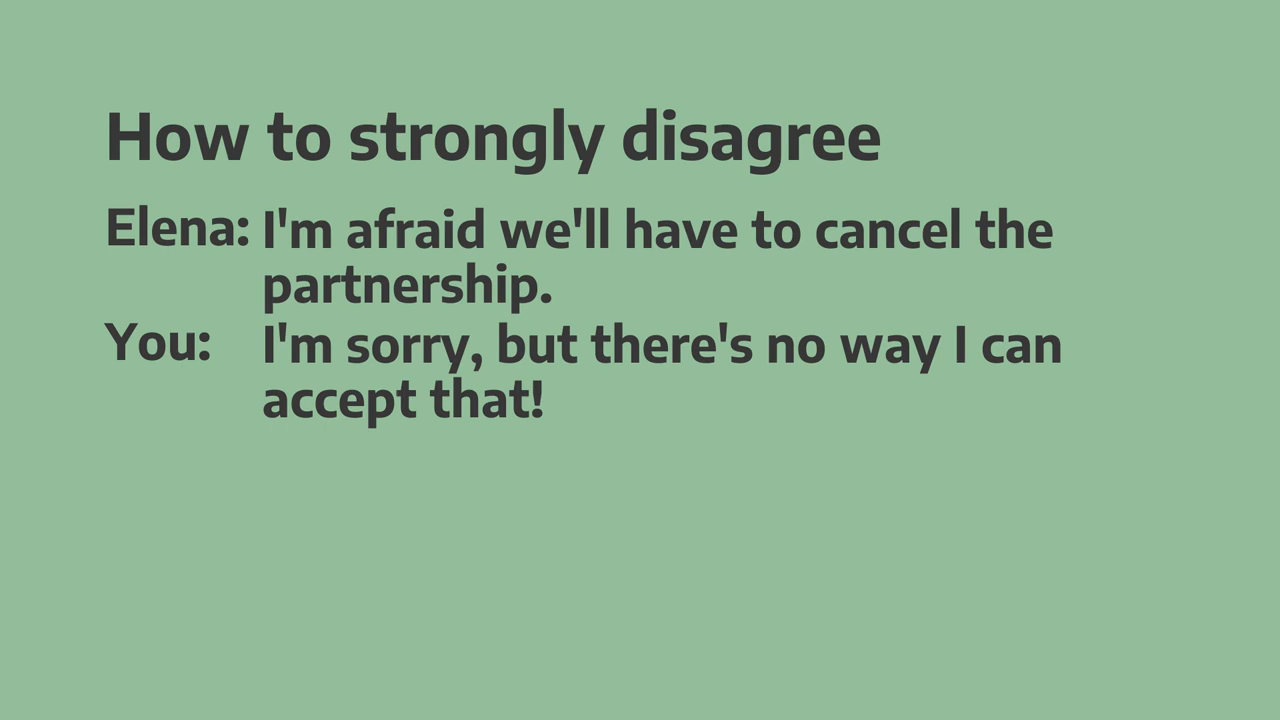 How to strongly disagree
Elena: I'm afraid we'll have to cancel the
partnership.
You: I'm sorry, but there's no way I can
accept that!